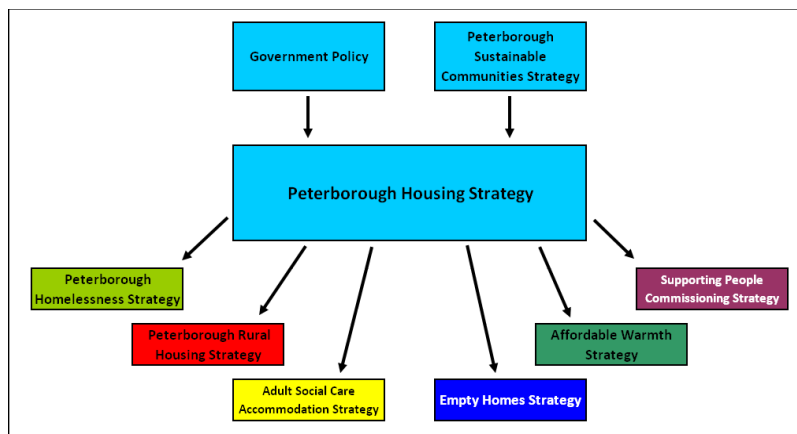 Government Policy
Peterborough
Sustainable
Communities Strategy
Peterborough Housing Strategy
Peterborough
Homelessness Strategy
Supporting People
Commissioning Strategy
Peterborough Rural
Housing Strategy
Affordable Warmth
Strategy
Adult Social Care
Accommodation Strategy
Empty Homes Strategy